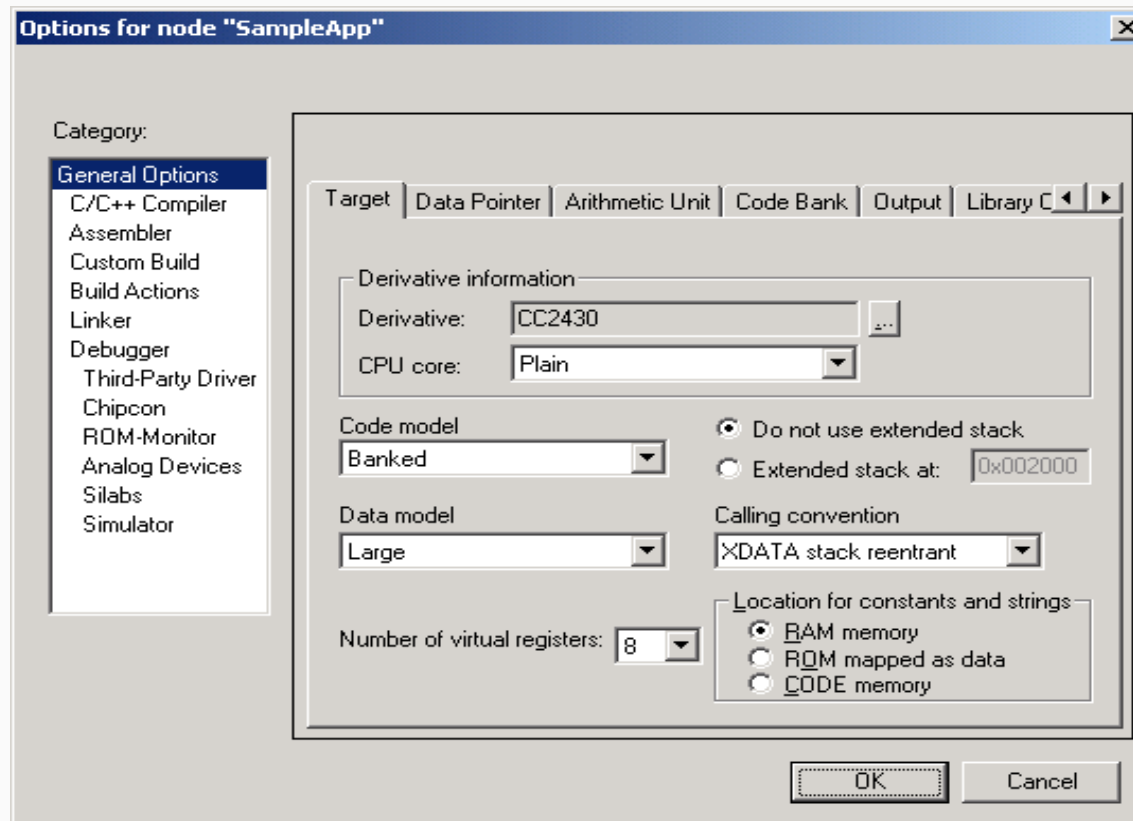 Options for node "SampleApp"
Category:
General Options
C/C++ Compiler
Assembler
Custom Build
Build Actions
Linker
Debugger
Third-Party Driver
Chipcon
ROM-Monitor
Analog Devices
Silabs
Simulator
Target Data Pointer Arithmetic Unit Code Bank Output Library
Derivative information
Derivative: CC2430 ...
CPU core: Plain
Code model
Banked
Do not use extended stack
Extended stack at: 0x002000
Data model
Large
Calling convention
XDATA stack reentrant
Number of virtual registers: 8
Location for constants and strings
RAM memory
ROM mapped as data
CODE memory
OK Cancel